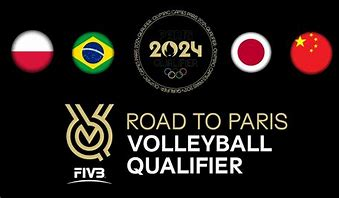 2024
ROAD TO PARIS
VOLLEYBALL
QUALIFIER
FIVB